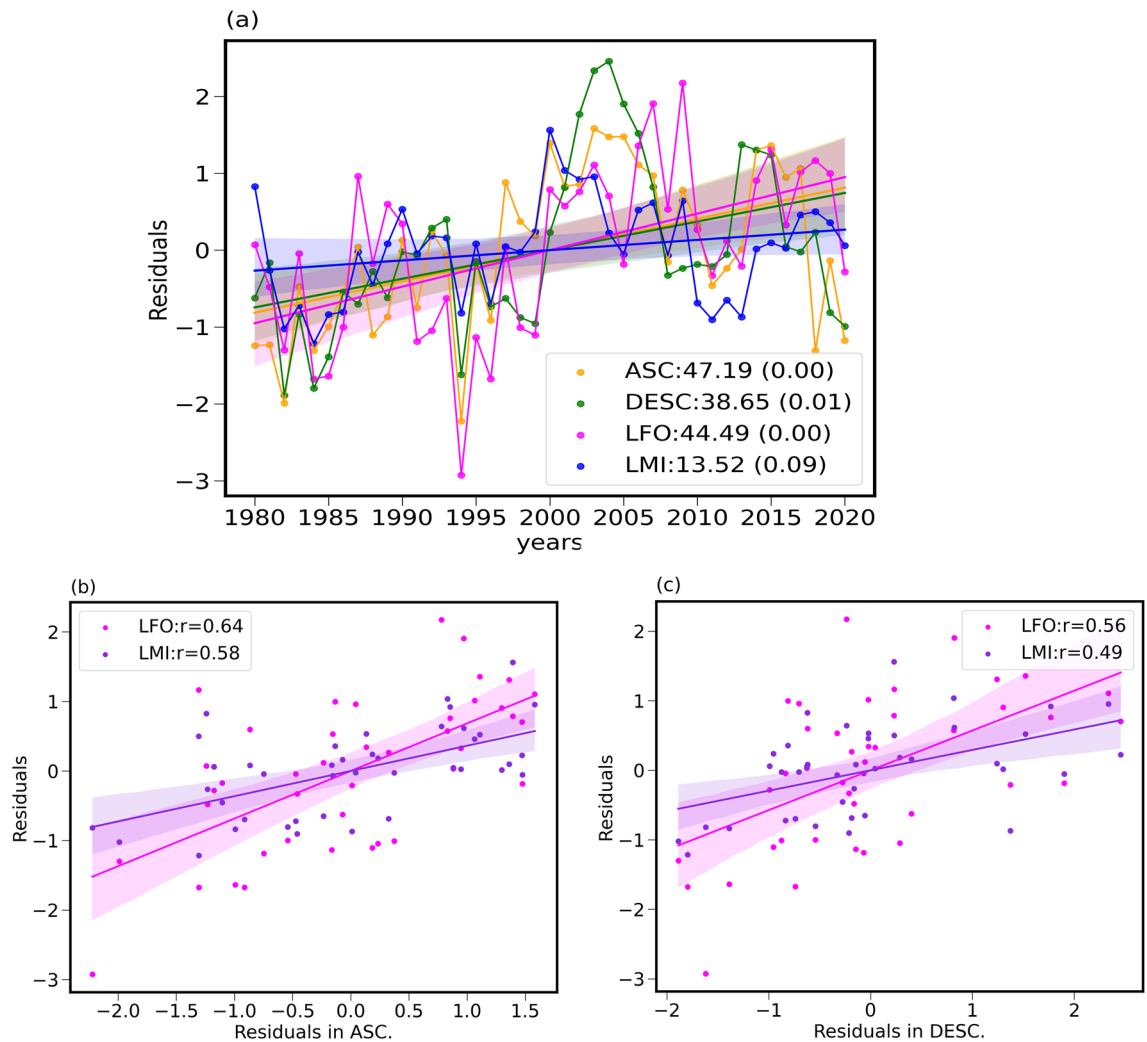 (a)
2
1
0
−1
−2
−3
Residuals
ASC:47.19 (0.00)
DESC:38.65 (0.01)
LFO:44.49 (0.00)
LMI:13.52 (0.09)
1980 1985 1990 1995 2000 2005 2010 2015 2020
years
(b)
LFO:r=0.64
LMI:r=0.58
2
1
0
−1
−2
−3
Residuals
−2.0 −1.5 −1.0 −0.5 0.0 0.5 1.0 1.5
Residuals in ASC.
(c)
LFO:r=0.56
LMI:r=0.49
2
1
0
−1
−2
−3
Residuals
−1 0 1 2
Residuals in DESC.